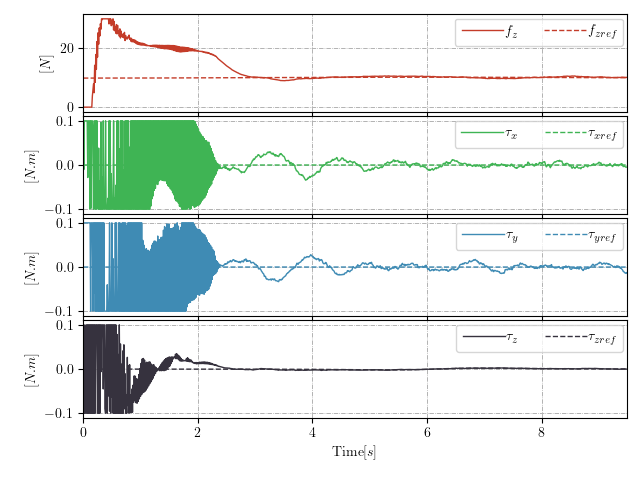 f_z f_zref
20
0
[N]
τ_x τ_xref
0.1
0.0
−0.1
[N.m]
τ_y τ_yref
0.1
0.0
−0.1
[N.m]
τ_z τ_zref
0.1
0.0
−0.1
[N.m]
0 2 4 6 8
Time[s]